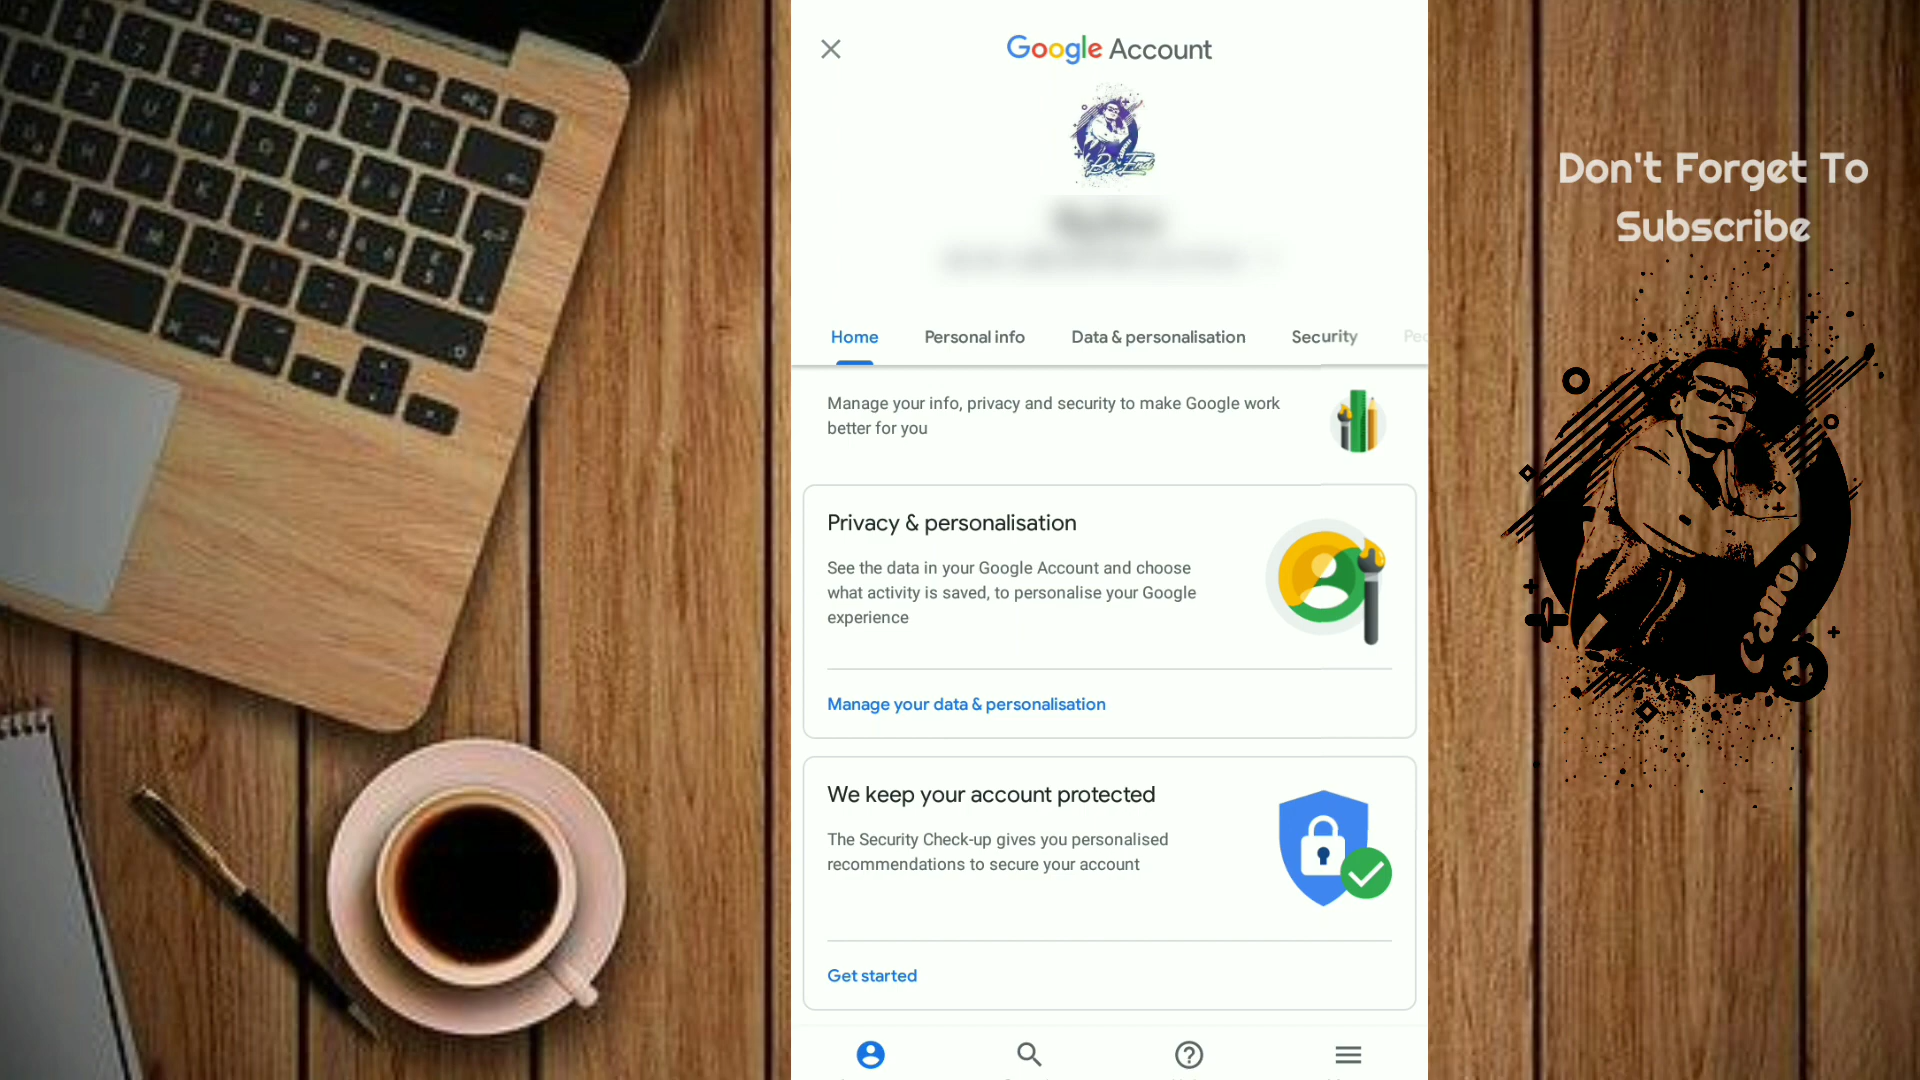 Google Account
Home
Personal info
Data & personalisation
Security
Manage your info, privacy and security to make Google work
better for you
Privacy & personalisation
See the data in your Google Account and choose
what activity is saved, to personalise your Google
experience
Manage your data & personalisation
We keep your account protected
The Security Check-up gives you personalised
recommendations to secure your account
Get started
Don't Forget To
Subscribe